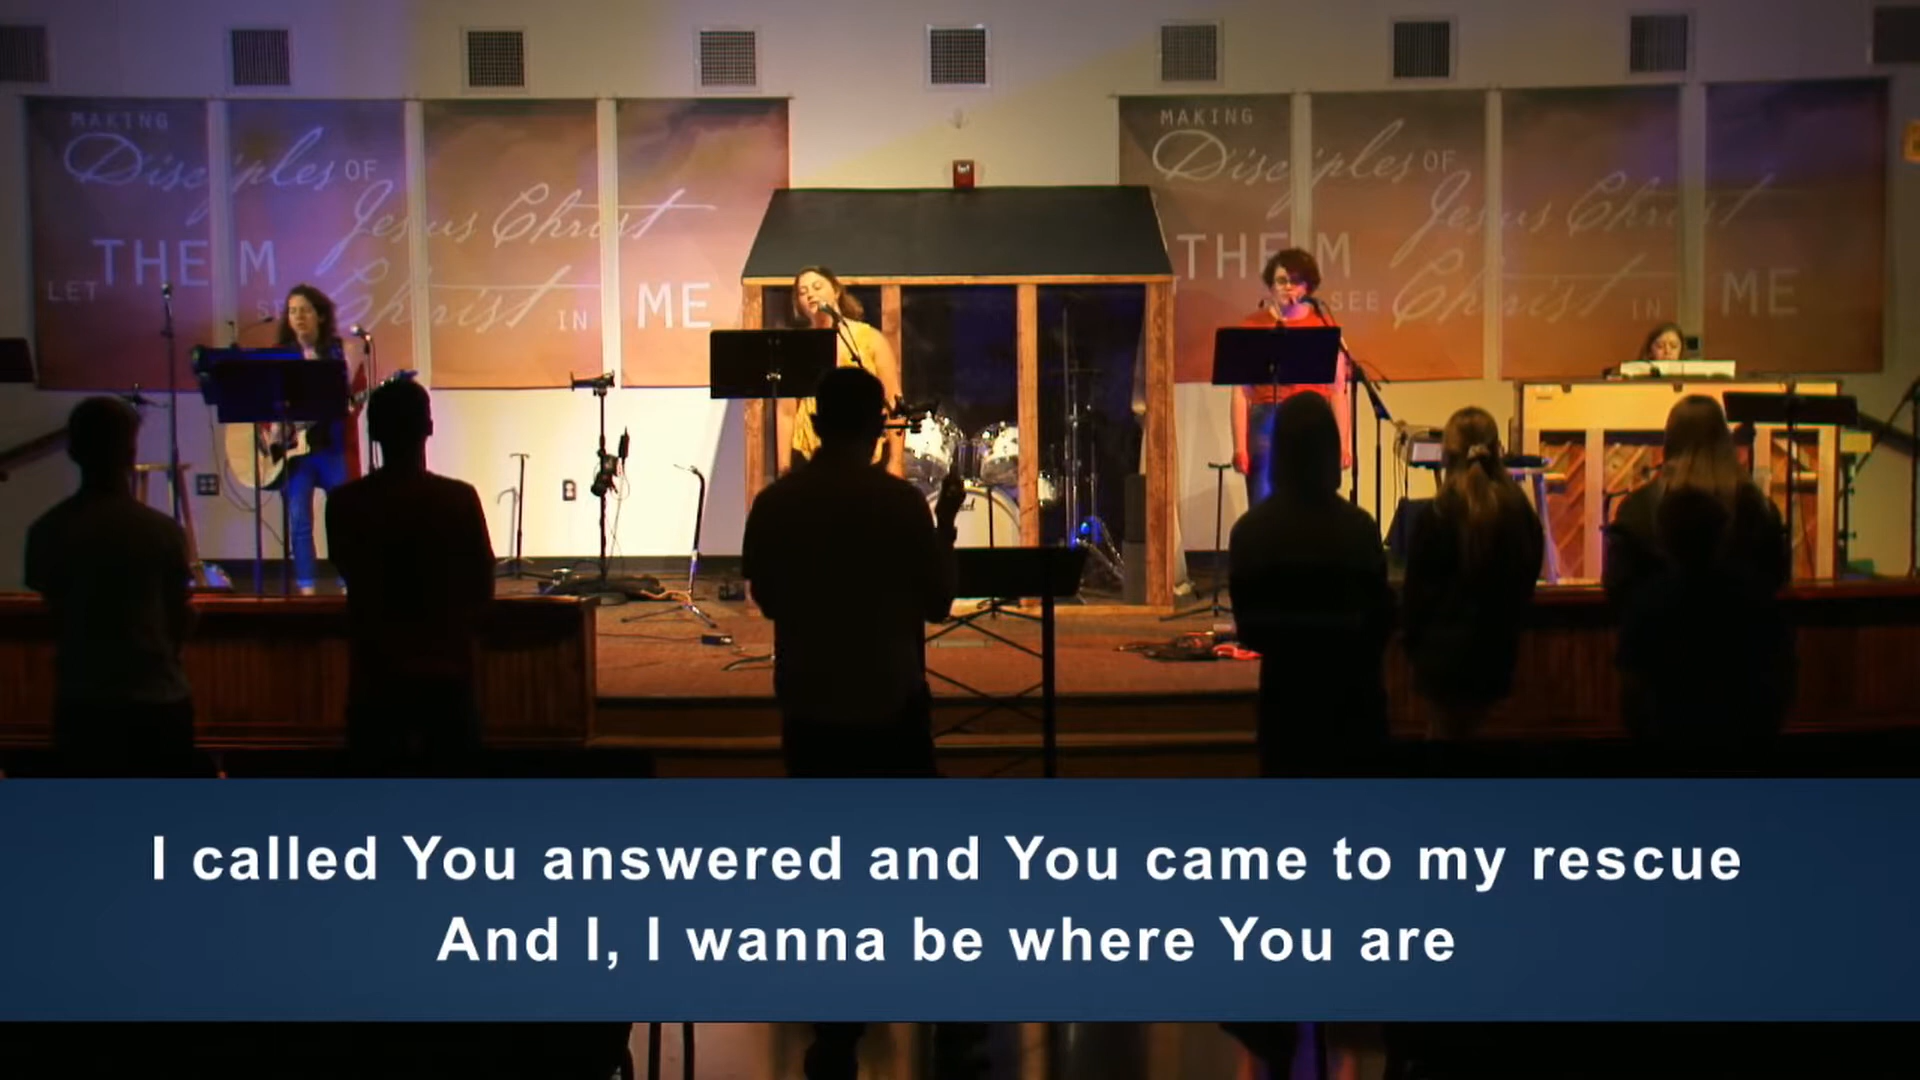 MAKING
Disciples OF
Jesus Christ
LET THEM
SEE Christ IN ME
MAKING
Disciples OF
Jesus Christ
THEM
SEE Christ IN ME
I called You answered and You came to my rescue
And I, I wanna be where You are